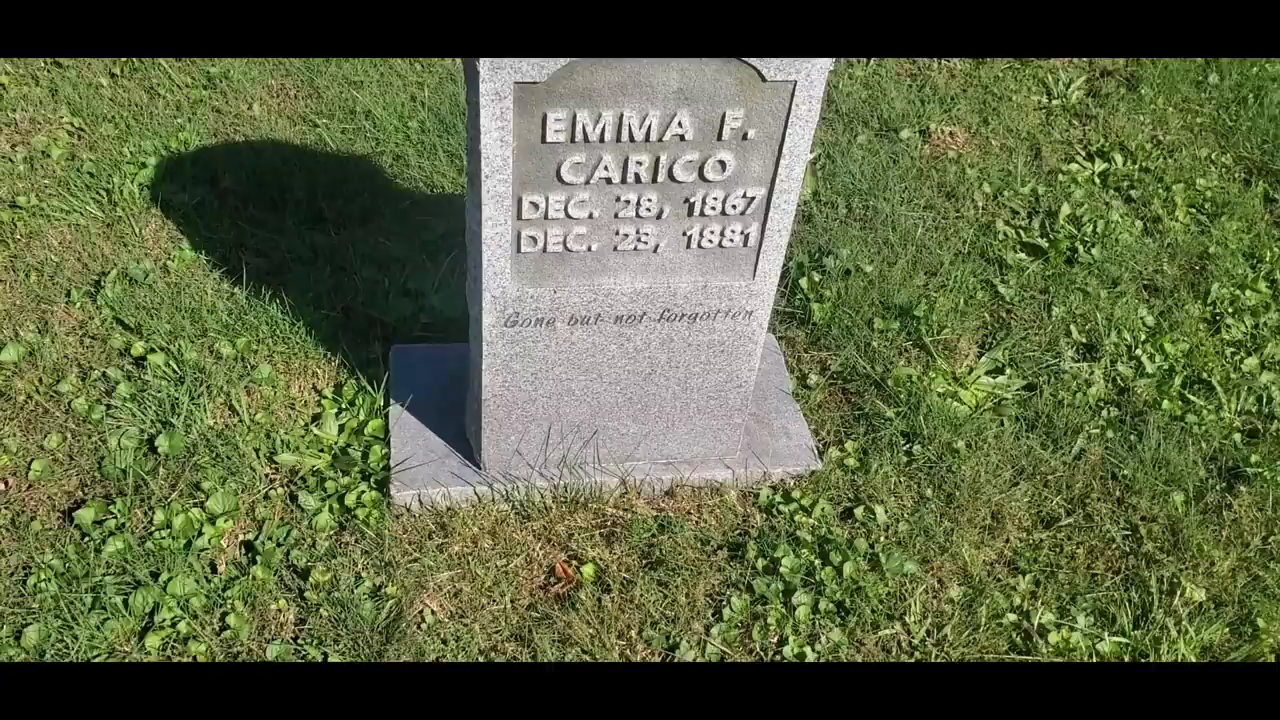 EMMA F.
CARICO
DEC. 28, 1867
DEC. 23, 1881
Gone but not forgotten